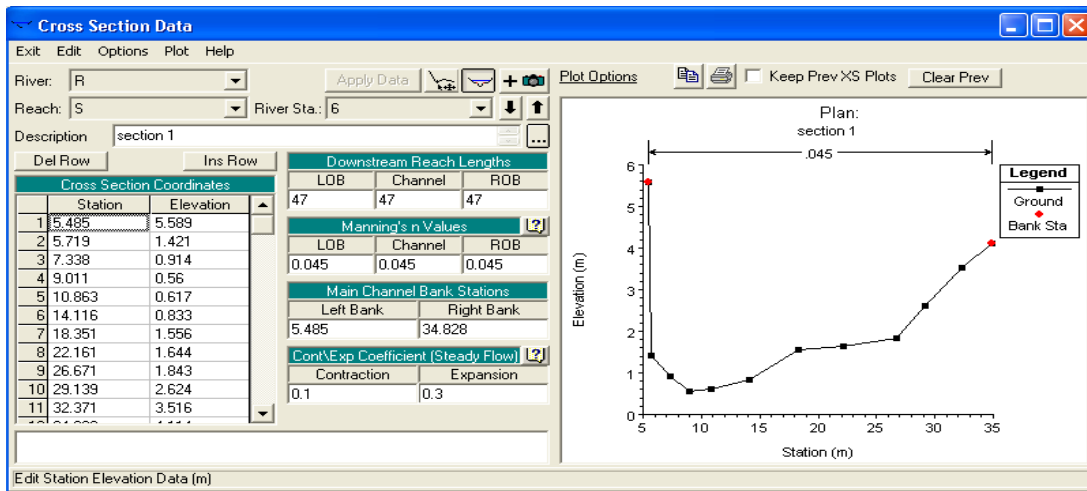 Cross Section Data
Exit Edit Options Plot Help
River: R Apply Data
Reach: S River Sta.: 6
Description section 1 ...
Del Row Ins Row
Cross Section Coordinates
Station Elevation
1 5.485 5.589
2 5.719 1.421
3 7.338 0.914
4 9.011 0.56
5 10.863 0.617
6 14.116 0.833
7 18.351 1.556
8 22.161 1.644
9 26.671 1.843
10 29.139 2.624
11 32.371 3.516
Downstream Reach Lengths
LOB Channel ROB
47 47 47
Manning's n Values
LOB Channel ROB
0.045 0.045 0.045
Main Channel Bank Stations
Left Bank Right Bank
5.485 34.828
Cont\Exp Coefficient (Steady Flow)
Contraction Expansion
0.1 0.3
Edit Station Elevation Data (m)
Plot Options Keep Prev XS Plots Clear Prev
Plan:
section 1
.045
Legend
Ground
Bank Sta
Elevation (m)
6
5
4
3
2
1
0
5 10 15 20 25 30 35
Station (m)